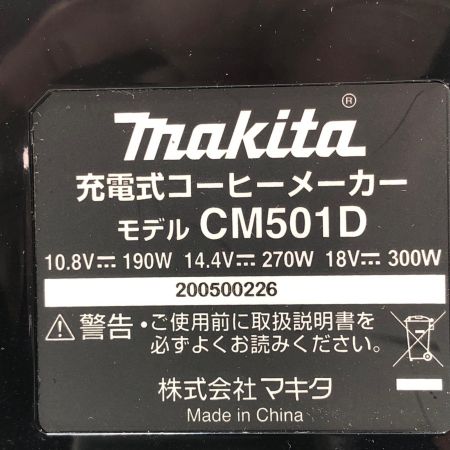 makita®
充電式コーヒーメーカー
モデル CM501D
10.8V⎓ 190W 14.4V⎓ 270W 18V⎓ 300W
200500226
⚠警告・ご使用前に取扱説明書を
必ずよくお読みください。
株式会社 マキタ
Made in China